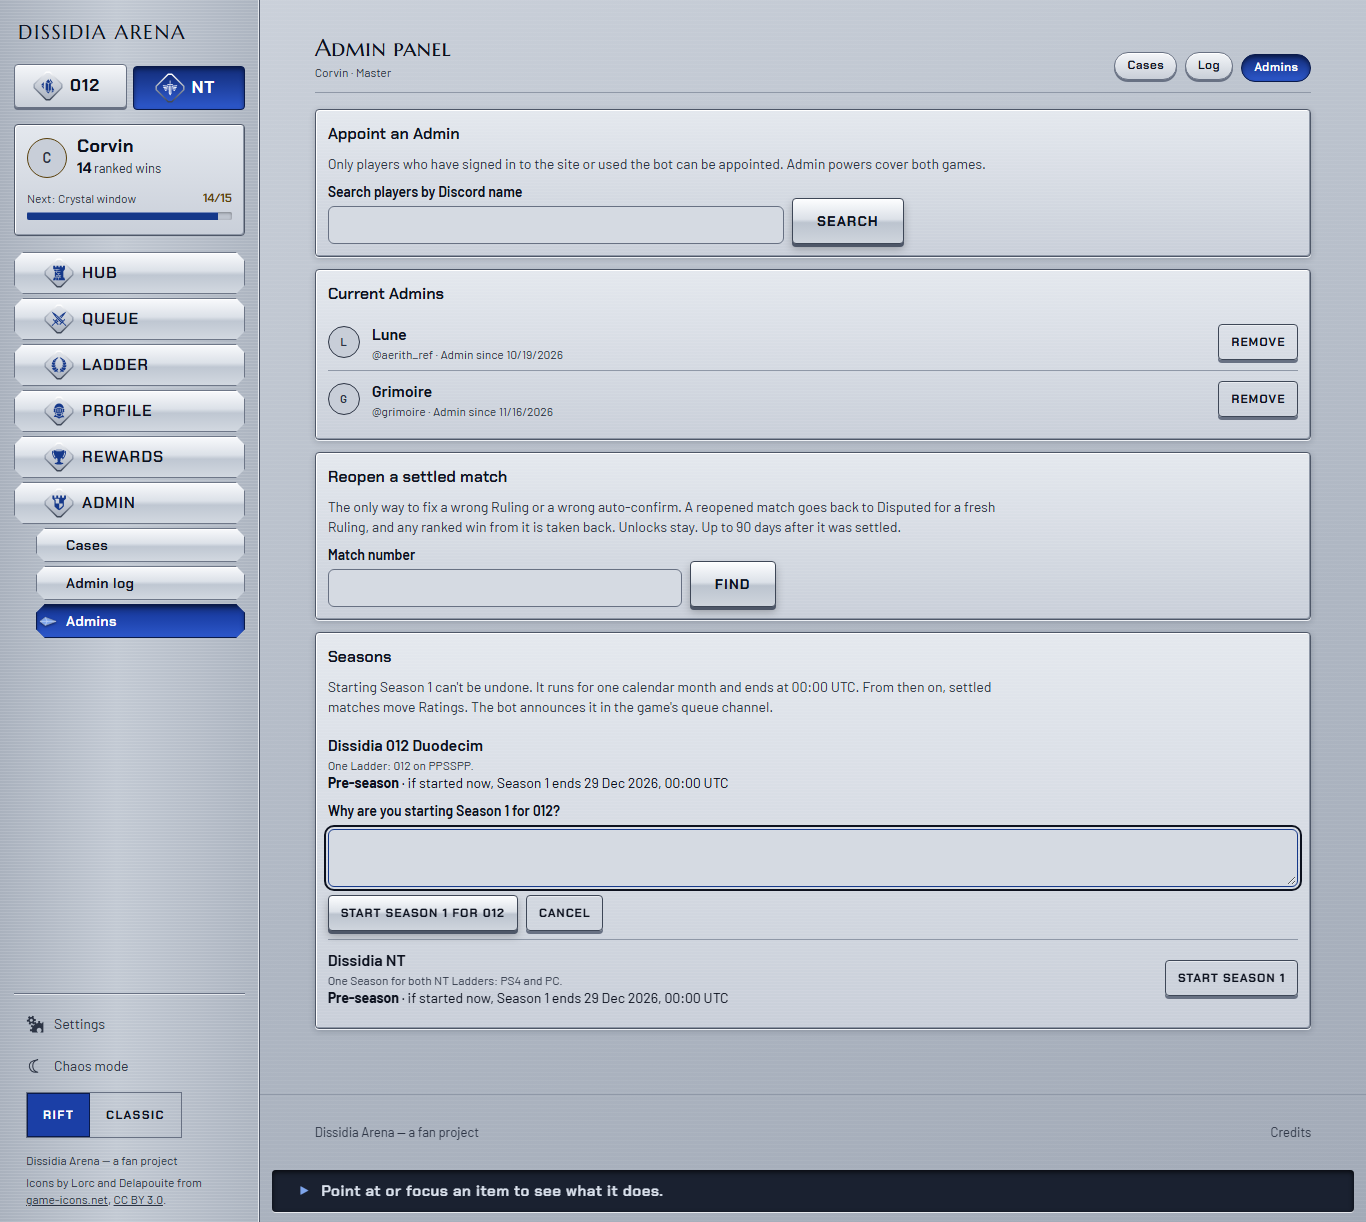 DISSIDIA ARENA
012
NT
C
Corvin
14 ranked wins
Next: Crystal window
14/15
HUB
QUEUE
LADDER
PROFILE
REWARDS
ADMIN
Cases
Admin log
Admins
Settings
Chaos mode
RIFT
CLASSIC
Dissidia Arena — a fan project
Icons by Lorc and Delapouite from
game-icons.net, CC BY 3.0.
Admin panel
Corvin · Master
Cases
Log
Admins
Appoint an Admin
Only players who have signed in to the site or used the bot can be appointed. Admin powers cover both games.
Search players by Discord name
SEARCH
Current Admins
L
Lune
@aerith_ref · Admin since 10/19/2026
REMOVE
G
Grimoire
@grimoire · Admin since 11/16/2026
REMOVE
Reopen a settled match
The only way to fix a wrong Ruling or a wrong auto-confirm. A reopened match goes back to Disputed for a fresh
Ruling, and any ranked win from it is taken back. Unlocks stay. Up to 90 days after it was settled.
Match number
FIND
Seasons
Starting Season 1 can't be undone. It runs for one calendar month and ends at 00:00 UTC. From then on, settled
matches move Ratings. The bot announces it in the game's queue channel.
Dissidia 012 Duodecim
One Ladder: 012 on PPSSPP.
Pre-season · if started now, Season 1 ends 29 Dec 2026, 00:00 UTC
Why are you starting Season 1 for 012?
START SEASON 1 FOR 012
CANCEL
Dissidia NT
One Season for both NT Ladders: PS4 and PC.
Pre-season · if started now, Season 1 ends 29 Dec 2026, 00:00 UTC
START SEASON 1
Dissidia Arena — a fan project
Credits
Point at or focus an item to see what it does.